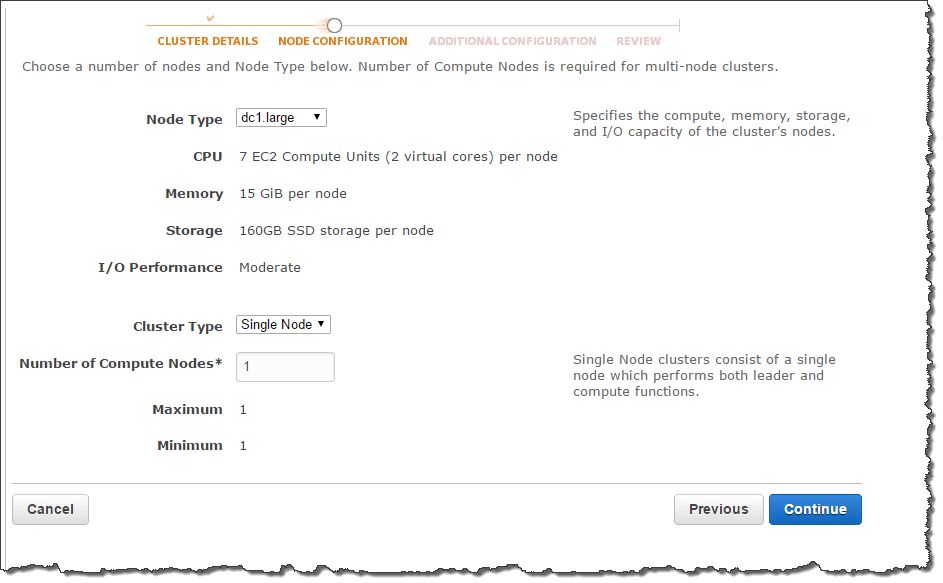 CLUSTER DETAILS NODE CONFIGURATION ADDITIONAL CONFIGURATION REVIEW
Choose a number of nodes and Node Type below. Number of Compute Nodes is required for multi-node clusters.
Node Type dc1.large
Specifies the compute, memory, storage,
and I/O capacity of the cluster's nodes.
CPU 7 EC2 Compute Units (2 virtual cores) per node
Memory 15 GiB per node
Storage 160GB SSD storage per node
I/O Performance Moderate
Cluster Type Single Node
Number of Compute Nodes* 1
Single Node clusters consist of a single
node which performs both leader and
compute functions.
Maximum 1
Minimum 1
Cancel Previous Continue